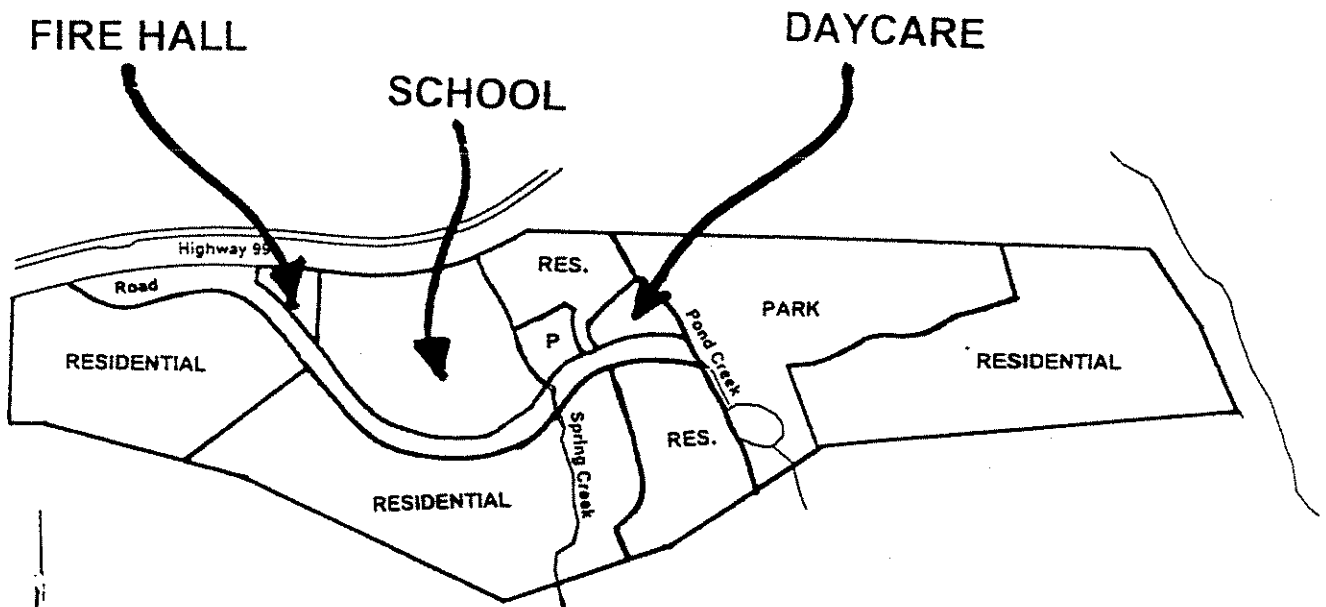 FIRE HALL
DAYCARE
SCHOOL
Highway 99
RES.
Road
PARK
P
Pond Creek
RESIDENTIAL
RESIDENTIAL
Spring Creek
RES.
RESIDENTIAL